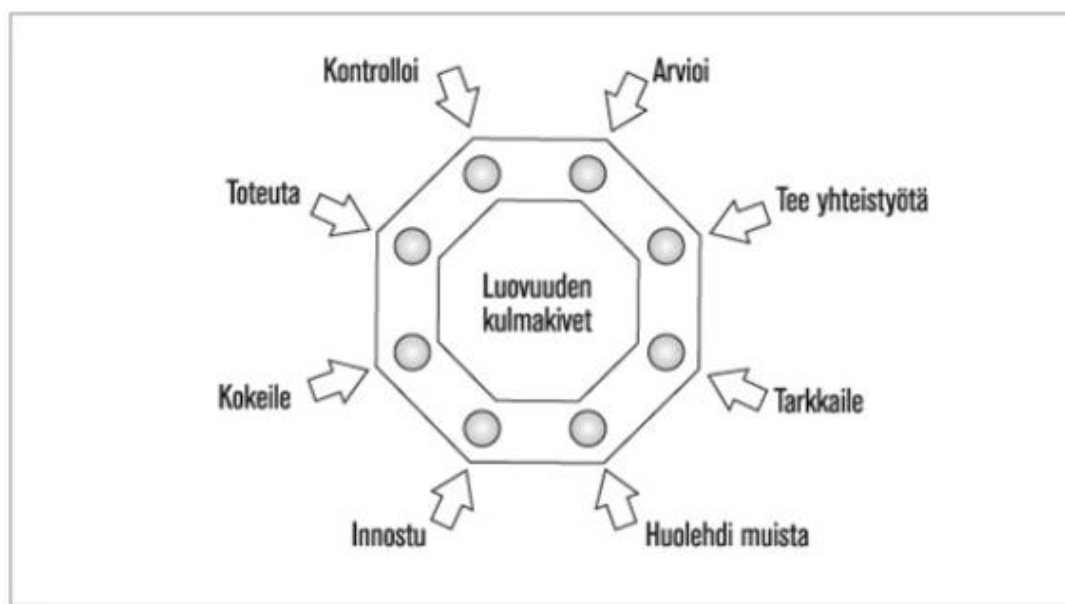 Kontrolloi
Arvioi
Toteuta
Tee yhteistyötä
Luovuuden
kulmakivet
Kokeile
Tarkkaile
Innostu
Huolehdi muista